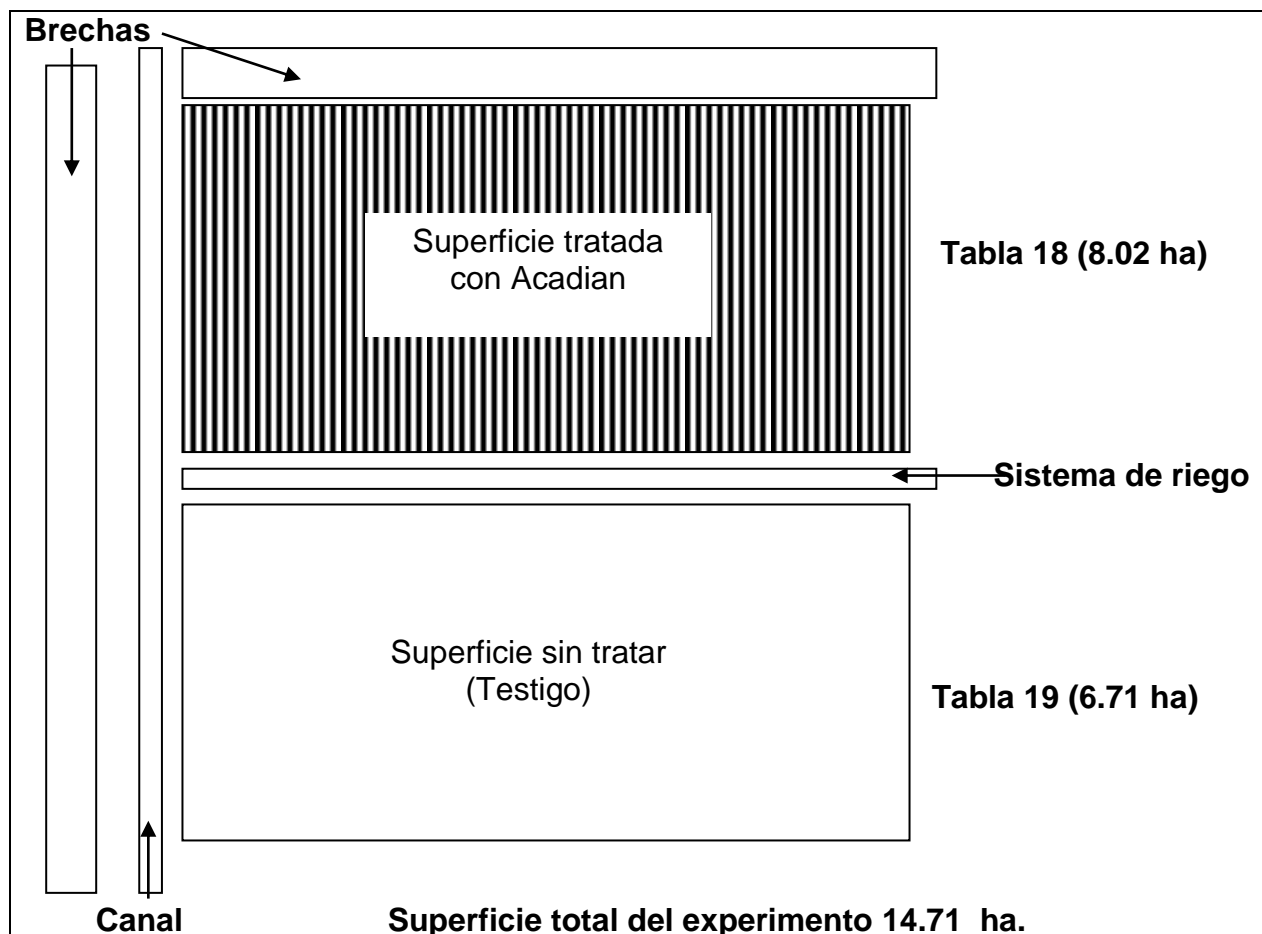 Brechas
Superficie tratada
con Acadian
Tabla 18 (8.02 ha)
Sistema de riego
Superficie sin tratar
(Testigo)
Tabla 19 (6.71 ha)
Canal
Superficie total del experimento 14.71 ha.